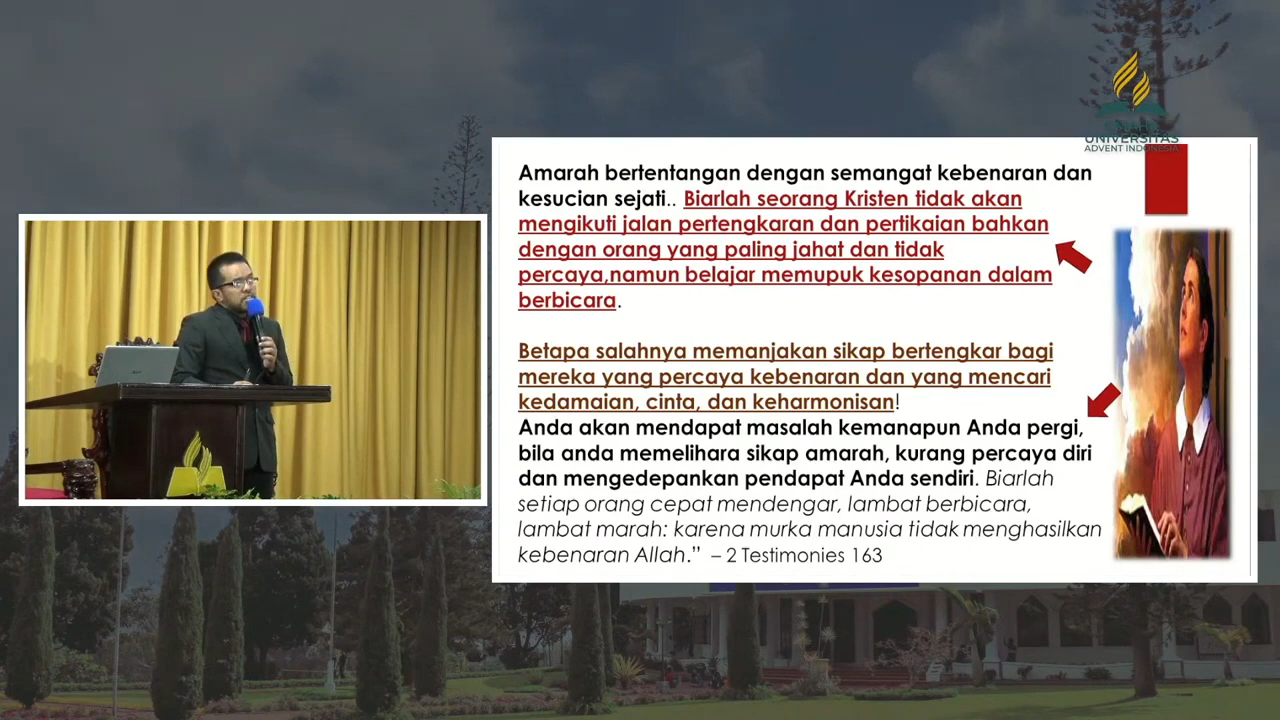 UNIVERSITAS
ADVENT INDONESIA
Amarah bertentangan dengan semangat kebenaran dan
kesucian sejati.. Biarlah seorang Kristen tidak akan
mengikuti jalan pertengkaran dan pertikaian bahkan
dengan orang yang paling jahat dan tidak
percaya,namun belajar memupuk kesopanan dalam
berbicara.
Betapa salahnya memanjakan sikap bertengkar bagi
mereka yang percaya kebenaran dan yang mencari
kedamaian, cinta, dan keharmonisan!
Anda akan mendapat masalah kemanapun Anda pergi,
bila anda memelihara sikap amarah, kurang percaya diri
dan mengedepankan pendapat Anda sendiri. Biarlah
setiap orang cepat mendengar, lambat berbicara,
lambat marah: karena murka manusia tidak menghasilkan
kebenaran Allah.” – 2 Testimonies 163